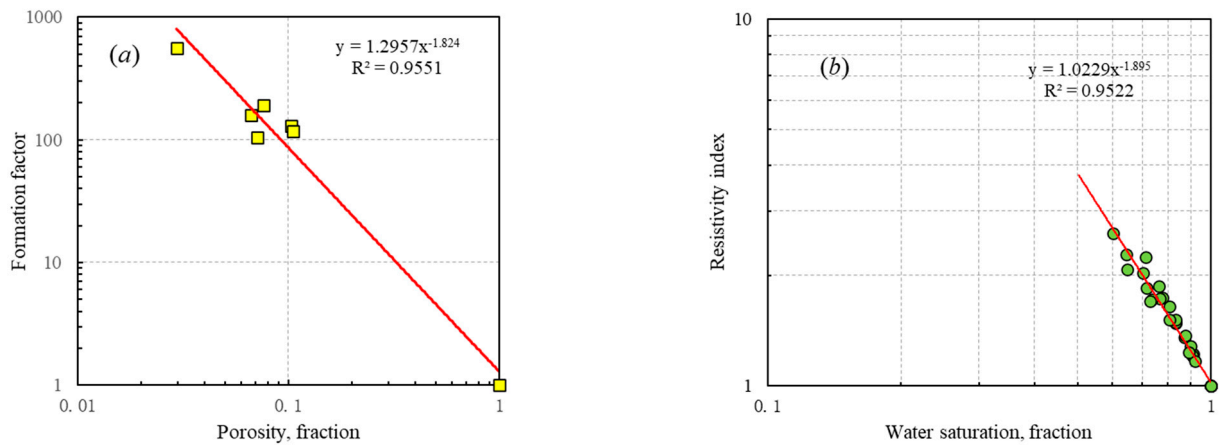 1000
100
10
1
0.01
0.1
1
Formation factor
Porosity, fraction
(a)
y = 1.2957x^-1.824
R² = 0.9551
10
1
0.1
1
Resistivity index
Water saturation, fraction
(b)
y = 1.0229x^-1.895
R² = 0.9522